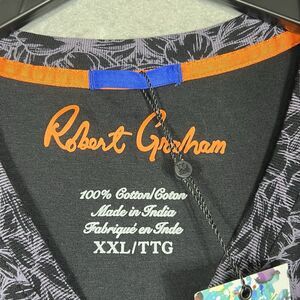 Robert Graham
100% Cotton/Coton
Made in India
Fabriqué en Inde
XXL/TTG